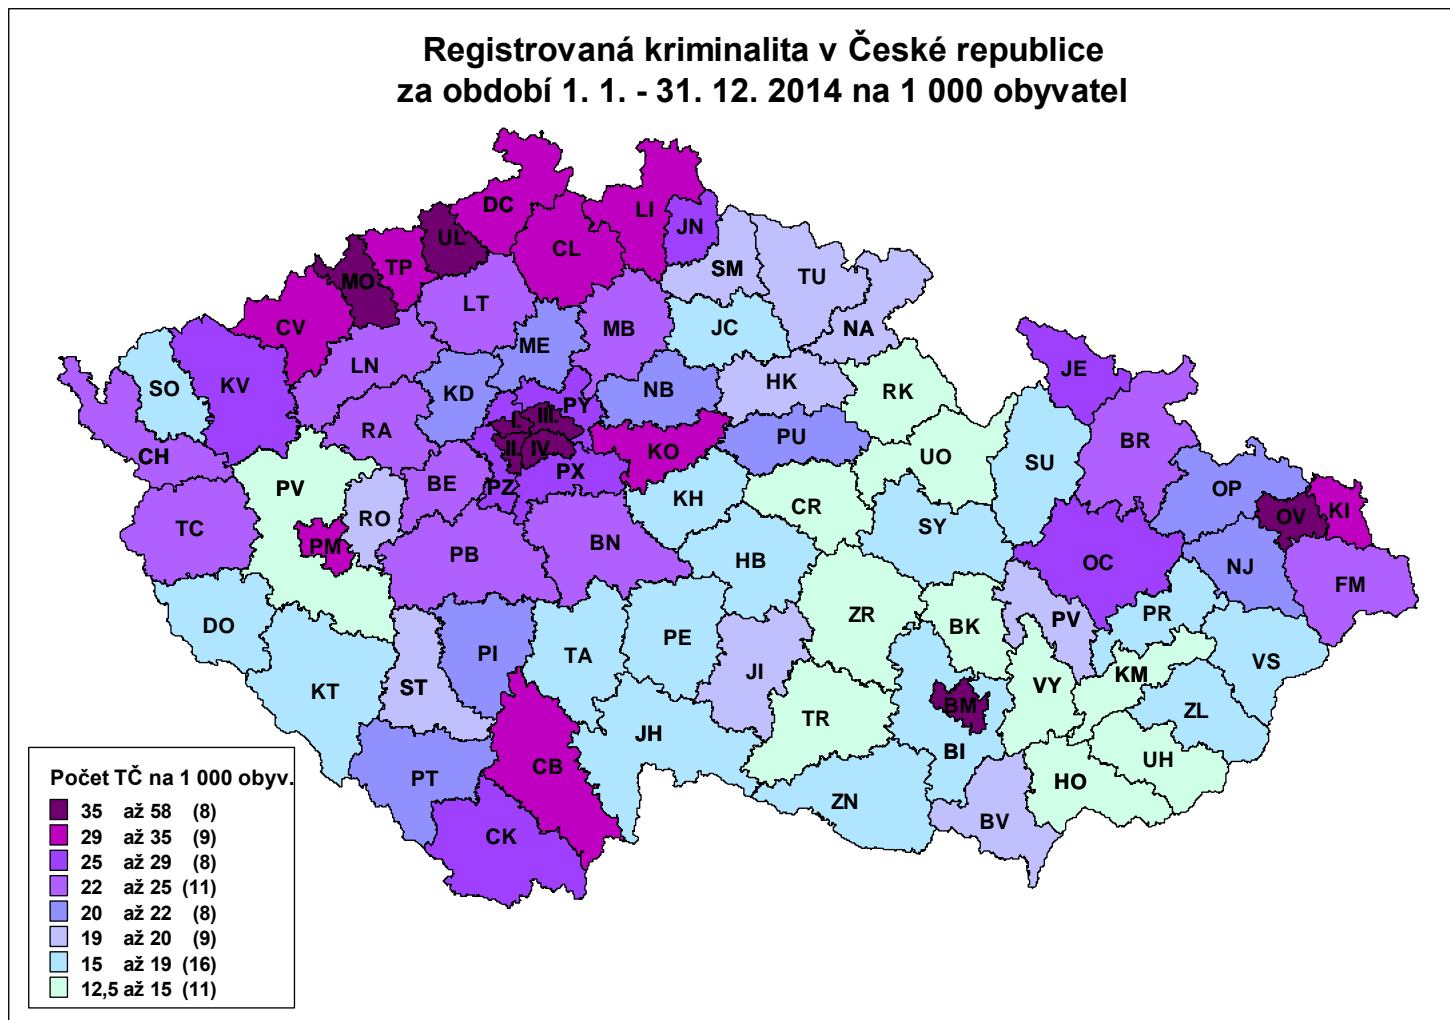 Registrovaná kriminalita v České republice
za období 1. 1. - 31. 12. 2014 na 1 000 obyvatel
DC
LI
JN
UL
CL
TP
SM
TU
MO
LT
CV
MB
JC
NA
ME
LN
SO
KV
KD
NB
HK
RK
JE
PY
I.
III.
RA
KO
PU
BR
II.
IV
CH
UO
SU
PV
BE
PZ
PX
KH
OP
RO
CR
KI
OV
TC
PM
PB
BN
HB
SY
OC
NJ
FM
DO
ZR
BK
PV
PR
PI
TA
PE
VS
KT
ST
JI
VY
KM
BM
TR
ZL
JH
BI
UH
CB
PT
HO
ZN
BV
CK
Počet TČ na 1 000 obyv.
35 až 58 (8)
29 až 35 (9)
25 až 29 (8)
22 až 25 (11)
20 až 22 (8)
19 až 20 (9)
15 až 19 (16)
12,5 až 15 (11)